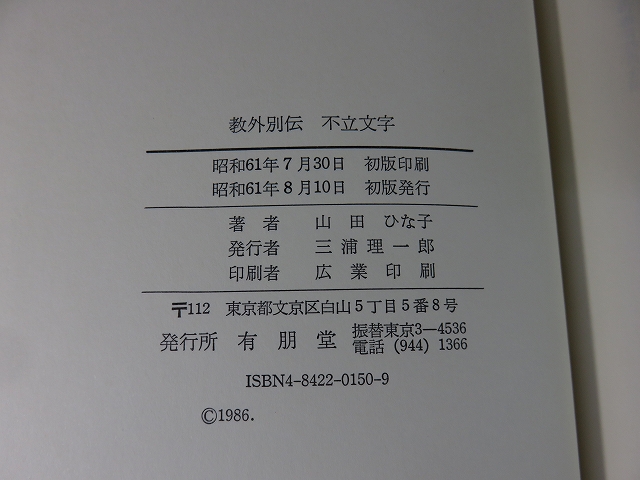 教外別伝　不立文字
昭和61年7月30日　初版印刷
昭和61年8月10日　初版発行
著者　山田　ひな子
発行者　三浦理一郎
印刷者　広業印刷
〒112　東京都文京区白山5丁目5番8号
発行所　有朋堂　振替東京3―4536
電話 (944) 1366
ISBN4-8422-0150-9
©1986.